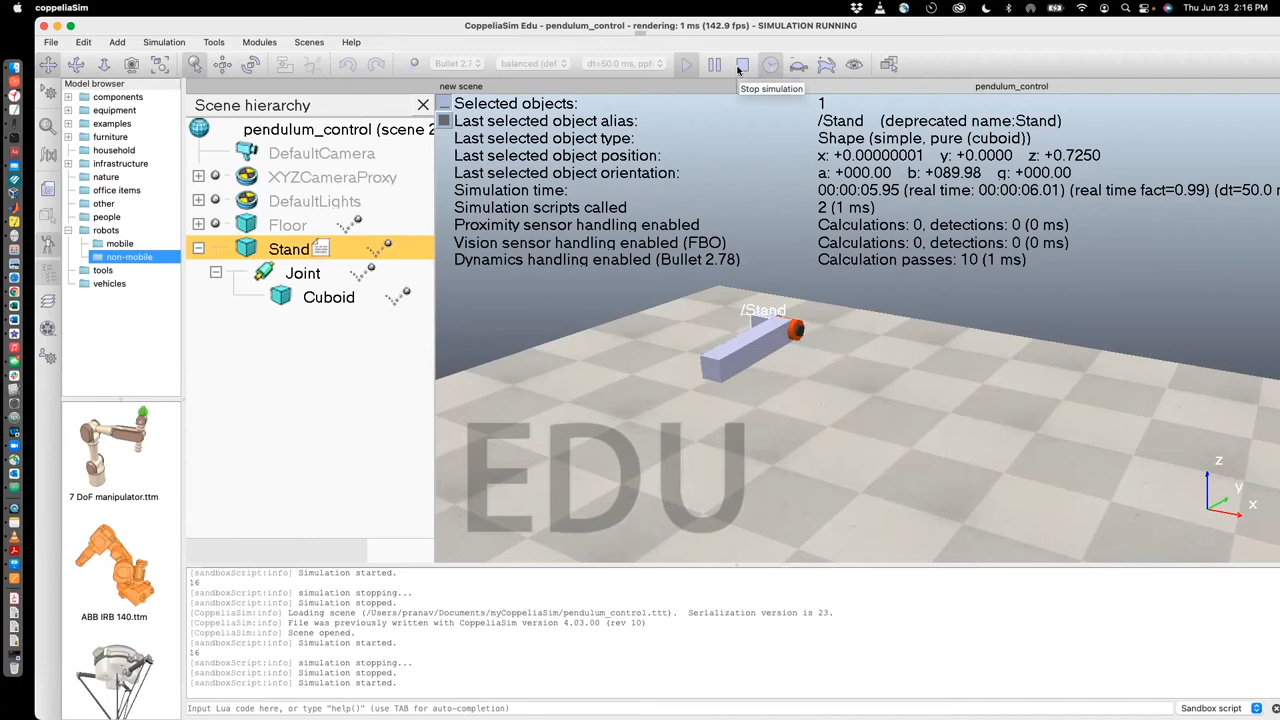 coppeliaSim
Thu Jun 23 2:16 PM
CoppeliaSim Edu - pendulum_control - rendering: 1 ms (142.9 fps) - SIMULATION RUNNING
File Edit Add Simulation Tools Modules Scenes Help
Bullet 2.7 balanced (def dt=50.0 ms, ppf
Stop simulation
Model browser
components
equipment
examples
furniture
household
infrastructure
nature
office items
other
people
robots
mobile
non-mobile
tools
vehicles
7 DoF manipulator.ttm
ABB IRB 140.ttm
Scene hierarchy
pendulum_control (scene 2
DefaultCamera
XYZCameraProxy
DefaultLights
Floor
Stand
Joint
Cuboid
new scene pendulum_control
Selected objects: 1
Last selected object alias: /Stand (deprecated name:Stand)
Last selected object type: Shape (simple, pure (cuboid))
Last selected object position: x: +0.00000001 y: +0.0000 z: +0.7250
Last selected object orientation: a: +000.00 b: +089.98 g: +000.00
Simulation time: 00:00:05.95 (real time: 00:00:06.01) (real time fact=0.99) (dt=50.0 m
Simulation scripts called 2 (1 ms)
Proximity sensor handling enabled Calculations: 0, detections: 0 (0 ms)
Vision sensor handling enabled (FBO) Calculations: 0, detections: 0 (0 ms)
Dynamics handling enabled (Bullet 2.78) Calculation passes: 10 (1 ms)
/Stand
EDU
z
y
x
[sandboxScript:info] Simulation started.
16
[sandboxScript:info] simulation stopping...
[sandboxScript:info] Simulation stopped.
[CoppeliaSim:info] Loading scene (/Users/pranav/Documents/myCoppeliaSim/pendulum_control.ttt). Serialization version is 23.
[CoppeliaSim:info] File was previously written with CoppeliaSim version 4.03.00 (rev 10)
[CoppeliaSim:info] Scene opened.
[sandboxScript:info] Simulation started.
16
[sandboxScript:info] simulation stopping...
[sandboxScript:info] Simulation stopped.
[sandboxScript:info] Simulation started.
Input Lua code here, or type "help()" (use TAB for auto-completion)
Sandbox script